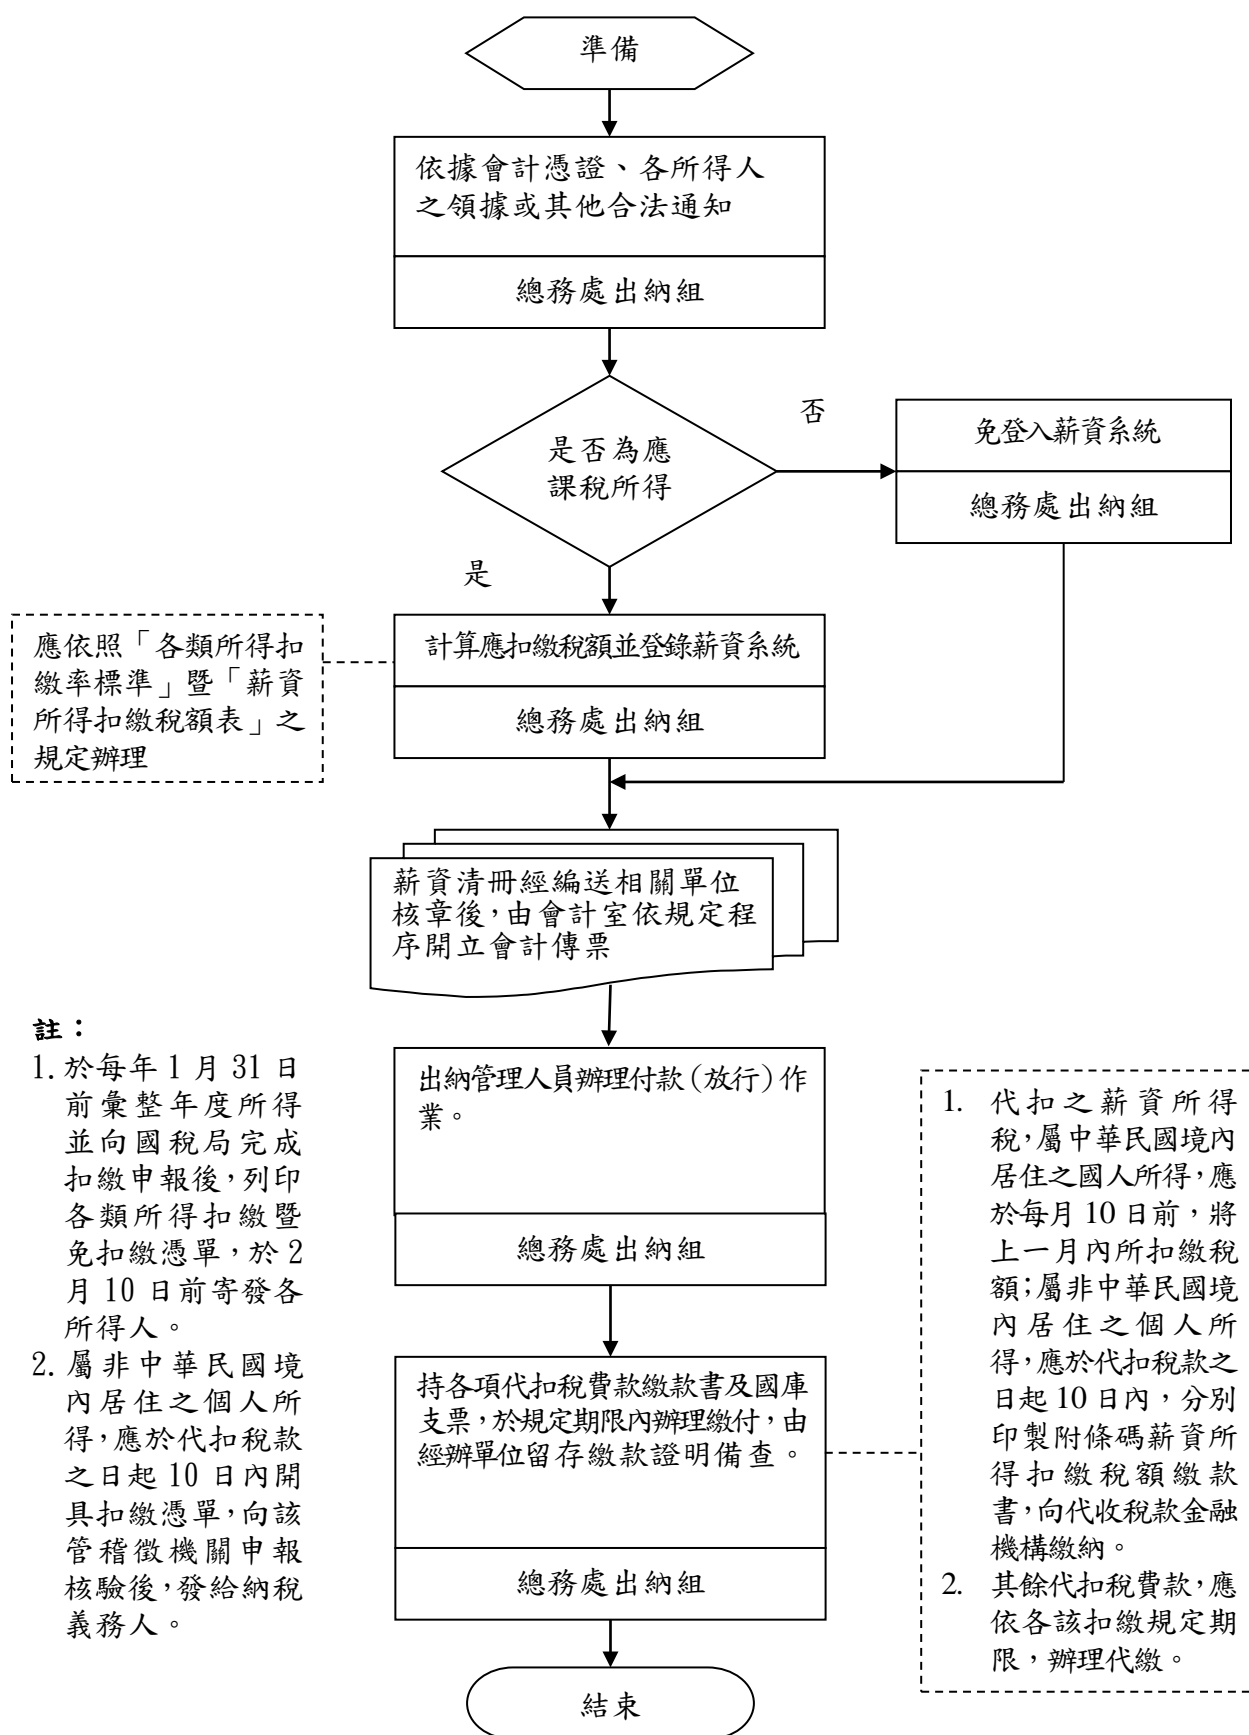 準備
依據會計憑證、各所得人
之領據或其他合法通知
總務處出納組
是否為應
課稅所得
否
免登入薪資系統
總務處出納組
是
應依照「各類所得扣
繳率標準」暨「薪資
所得扣繳稅額表」之
規定辦理
計算應扣繳稅額並登錄薪資系統
總務處出納組
薪資清冊經編送相關單位
核章後，由會計室依規定程
序開立會計傳票
註：
1. 於每年 1 月 31 日
前彙整年度所得
並向國稅局完成
扣繳申報後，列印
各類所得扣繳暨
免扣繳憑單，於 2
月 10 日前寄發各
所得人。
2. 屬非中華民國境
內居住之個人所
得，應於代扣稅款
之日起 10 日內開
具扣繳憑單，向該
管稽徵機關申報
核驗後，發給納稅
義務人。
出納管理人員辦理付款（放行）作
業。
總務處出納組
持各項代扣稅費款繳款書及國庫
支票，於規定期限內辦理繳付，由
經辦單位留存繳款證明備查。
總務處出納組
1. 代扣之薪資所得
稅，屬中華民國境內
居住之國人所得，應
於每月 10 日前，將
上一月內所扣繳稅
額；屬非中華民國境
內居住之個人所
得，應於代扣稅款之
日起 10 日內，分別
印製附條碼薪資所
得扣繳稅額繳款
書，向代收稅款金融
機構繳納。
2. 其餘代扣稅費款，應
依各該扣繳規定期
限，辦理代繳。
結束